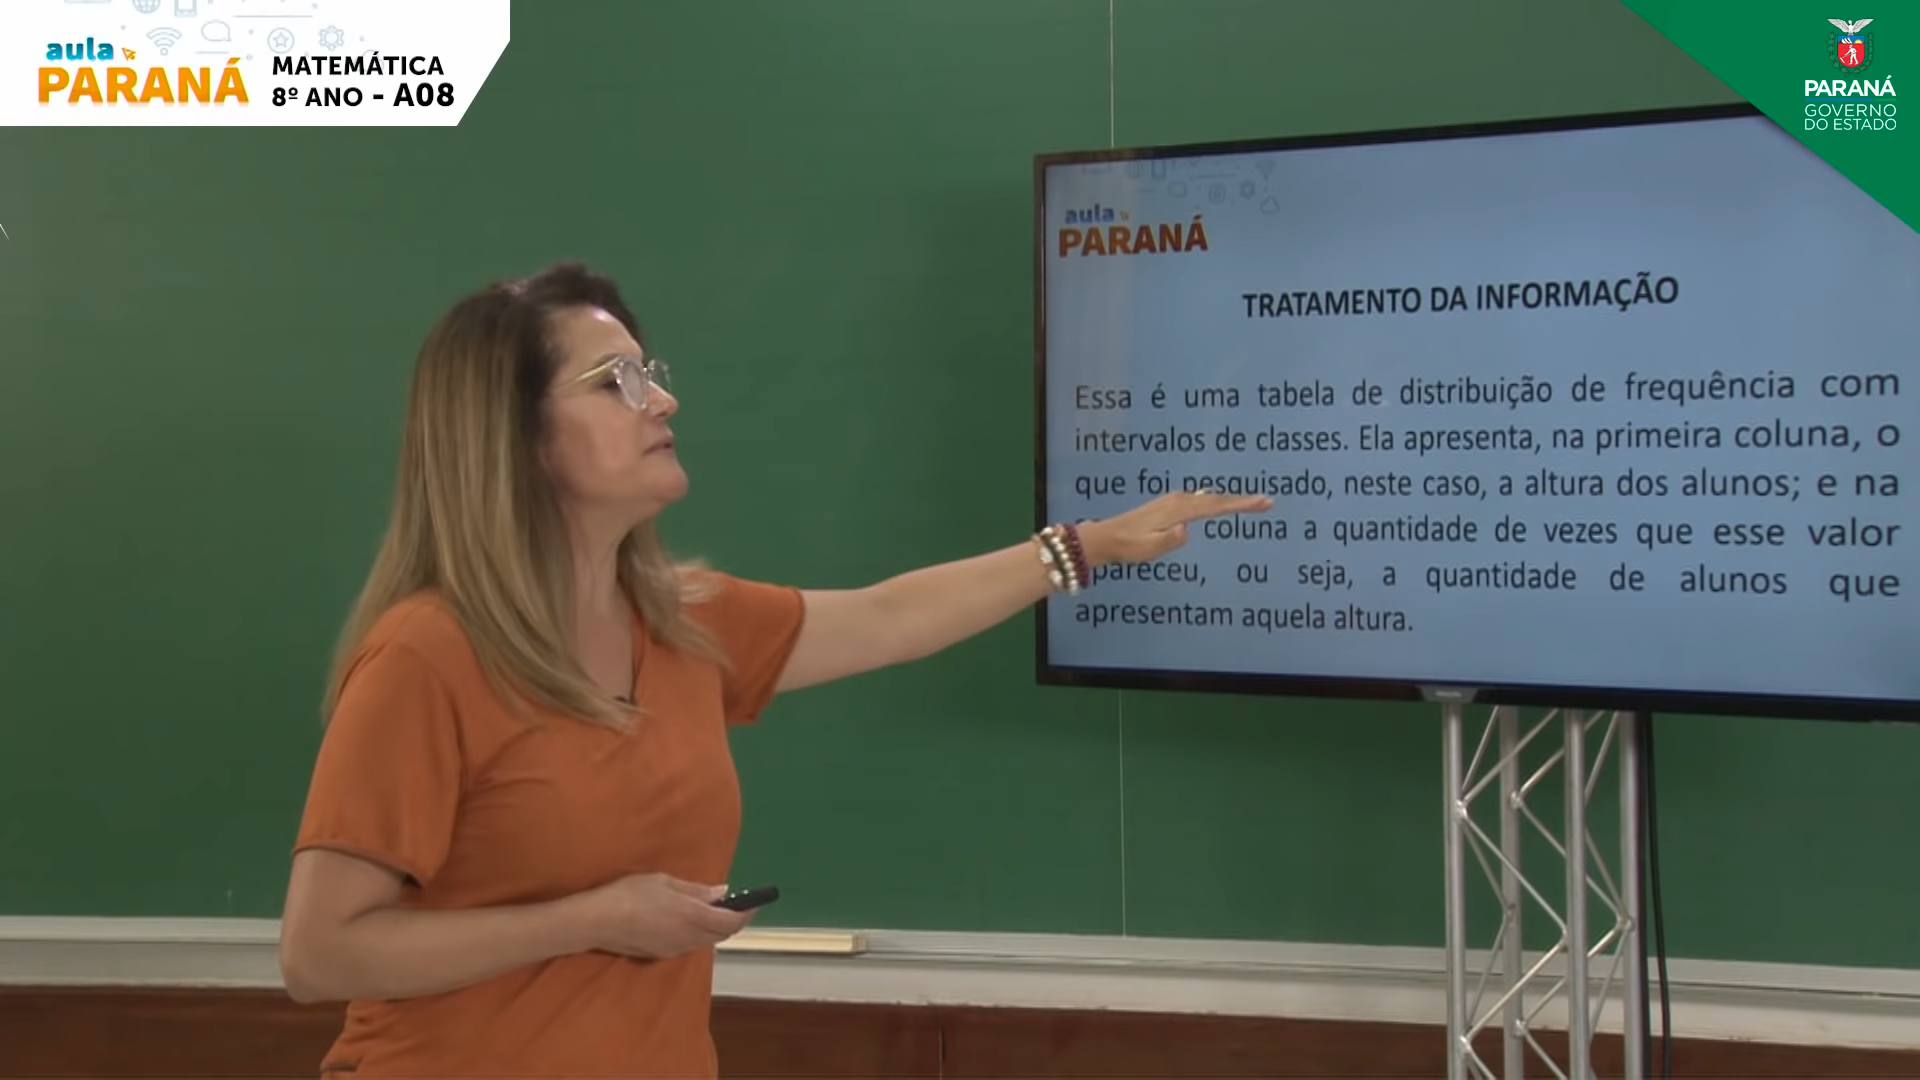 aula
PARANÁ
MATEMÁTICA
8º ANO - A08
PARANÁ
GOVERNO
DO ESTADO
aula
PARANÁ
TRATAMENTO DA INFORMAÇÃO
Essa é uma tabela de distribuição de frequência com
intervalos de classes. Ela apresenta, na primeira coluna, o
que foi pesquisado, neste caso, a altura dos alunos; e na
coluna a quantidade de vezes que esse valor
pareceu, ou seja, a quantidade de alunos que
apresentam aquela altura.